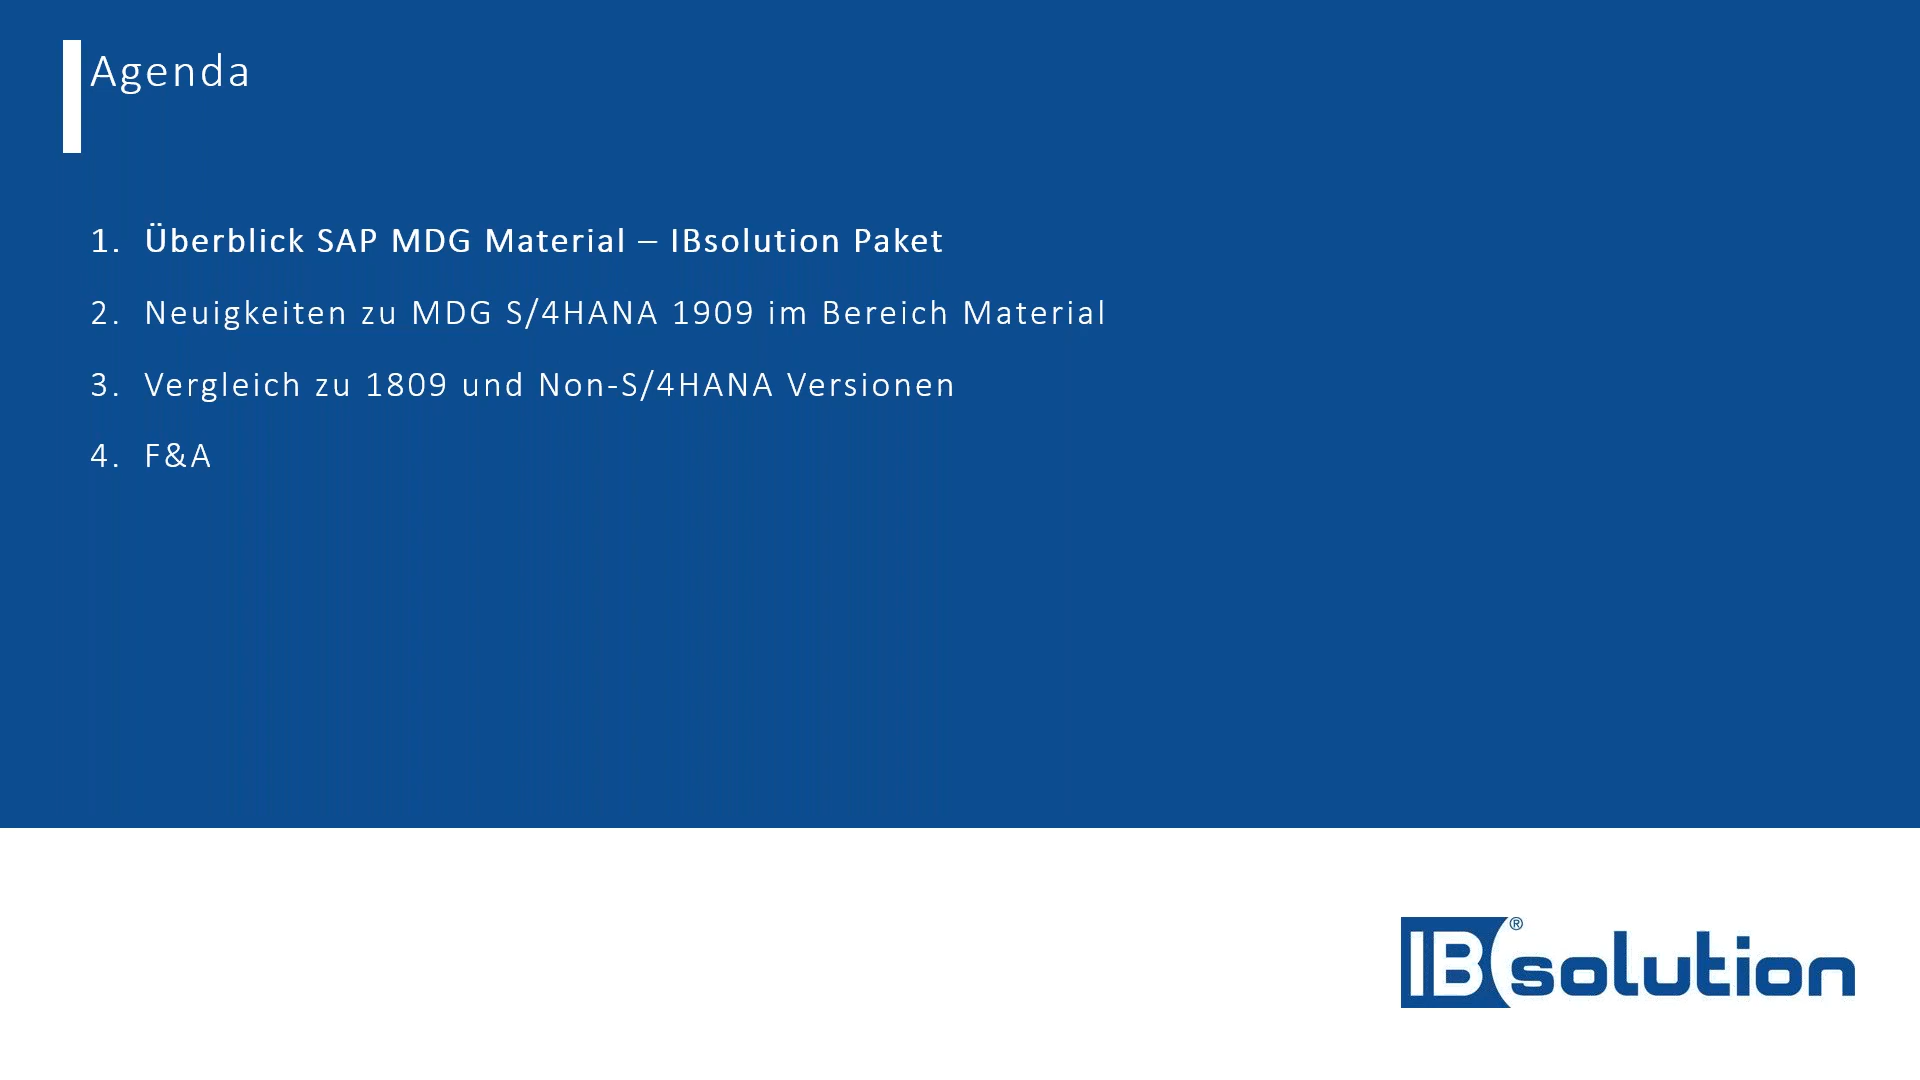 Agenda
1. Überblick SAP MDG Material – IBsolution Paket
2. Neuigkeiten zu MDG S/4HANA 1909 im Bereich Material
3. Vergleich zu 1809 und Non-S/4HANA Versionen
4. F&A
IBsolution®